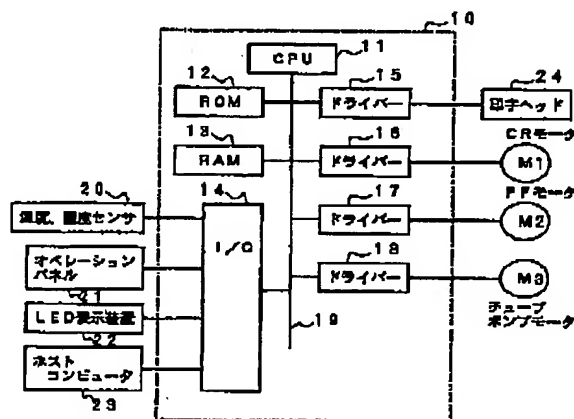 10
11
CPU
12
15
24
ROM
ドライバー
印字ヘッド
CRモータ
13
16
RAM
ドライバー
M1
PFモータ
20
14
17
温度、湿度センサ
I/O
ドライバー
M2
オペレーション
パネル
18
21
ドライバー
M3
LED表示装置
チューブ
ポンプモータ
22
19
ホスト
コンピュータ
23